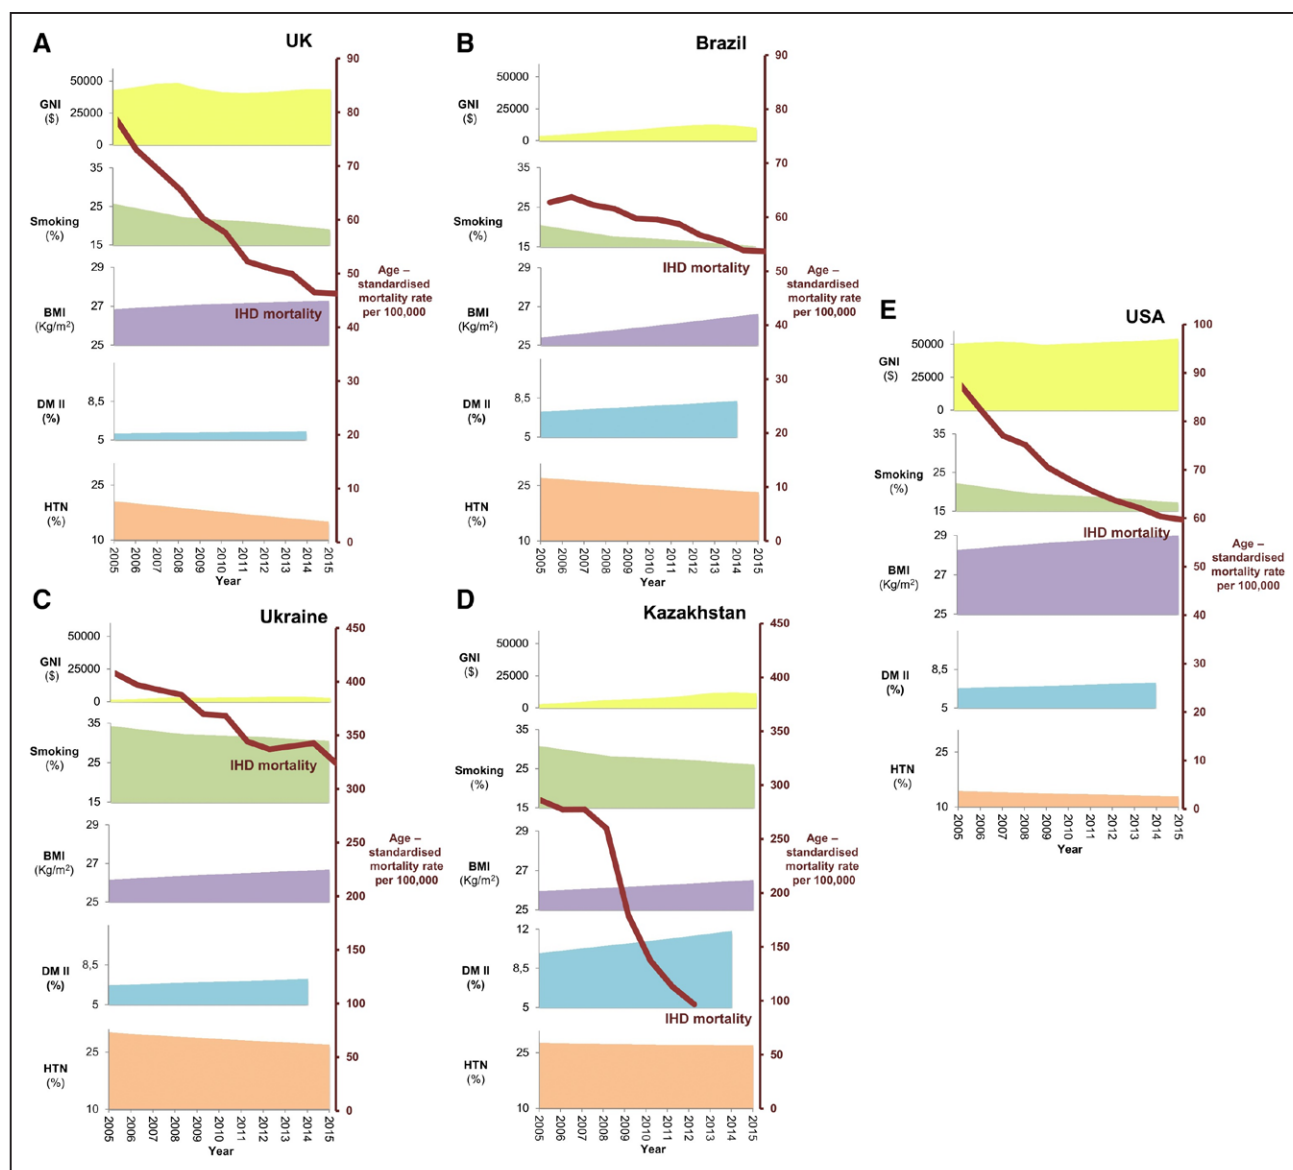 A
UK
90
50000
GNI
25000
($)
0
80
35
70
Smoking
25
(%)
15
60
29
50
Age –
standardised
mortality rate
per 100,000
BMI
27
(Kg/m²)
IHD mortality
25
40
30
DM II
8,5
(%)
5
20
25
10
HTN
(%)
10
0
2005
2006
2007
2008
2009
2010
2011
2012
2013
2014
2015
Year
B
Brazil
90
50000
GNI
25000
($)
0
80
70
35
Smoking
25
(%)
15
60
IHD mortality
50
Age –
standardised
mortality rate
per 100,000
29
BMI
27
(Kg/m²)
25
40
30
DM II
8,5
(%)
5
20
25
10
HTN
(%)
10
0
2005
2006
2007
2008
2009
2010
2011
2012
2013
2014
2015
Year
C
Ukraine
450
50000
GNI
25000
($)
0
400
35
Smoking
25
(%)
15
350
IHD mortality
300
29
BMI
27
(Kg/m²)
25
250
Age –
standardised
mortality rate
per 100,000
200
150
DM II
8,5
(%)
5
100
25
HTN
(%)
10
50
0
2005
2006
2007
2008
2009
2010
2011
2012
2013
2014
2015
Year
D
Kazakhstan
450
50000
GNI
25000
($)
0
400
35
Smoking
25
(%)
15
350
300
29
BMI
27
(Kg/m²)
25
250
Age –
standardised
mortality rate
per 100,000
200
12
DM II
8,5
(%)
5
150
100
IHD mortality
25
HTN
(%)
10
50
0
2005
2006
2007
2008
2009
2010
2011
2012
2013
2014
2015
Year
E
USA
100
50000
GNI
25000
($)
0
90
80
35
Smoking
25
(%)
15
70
60
IHD mortality
29
BMI
27
(Kg/m²)
25
Age –
standardised
mortality rate
per 100,000
50
40
30
DM II
8,5
(%)
5
20
25
HTN
(%)
10
10
0
2005
2006
2007
2008
2009
2010
2011
2012
2013
2014
2015
Year